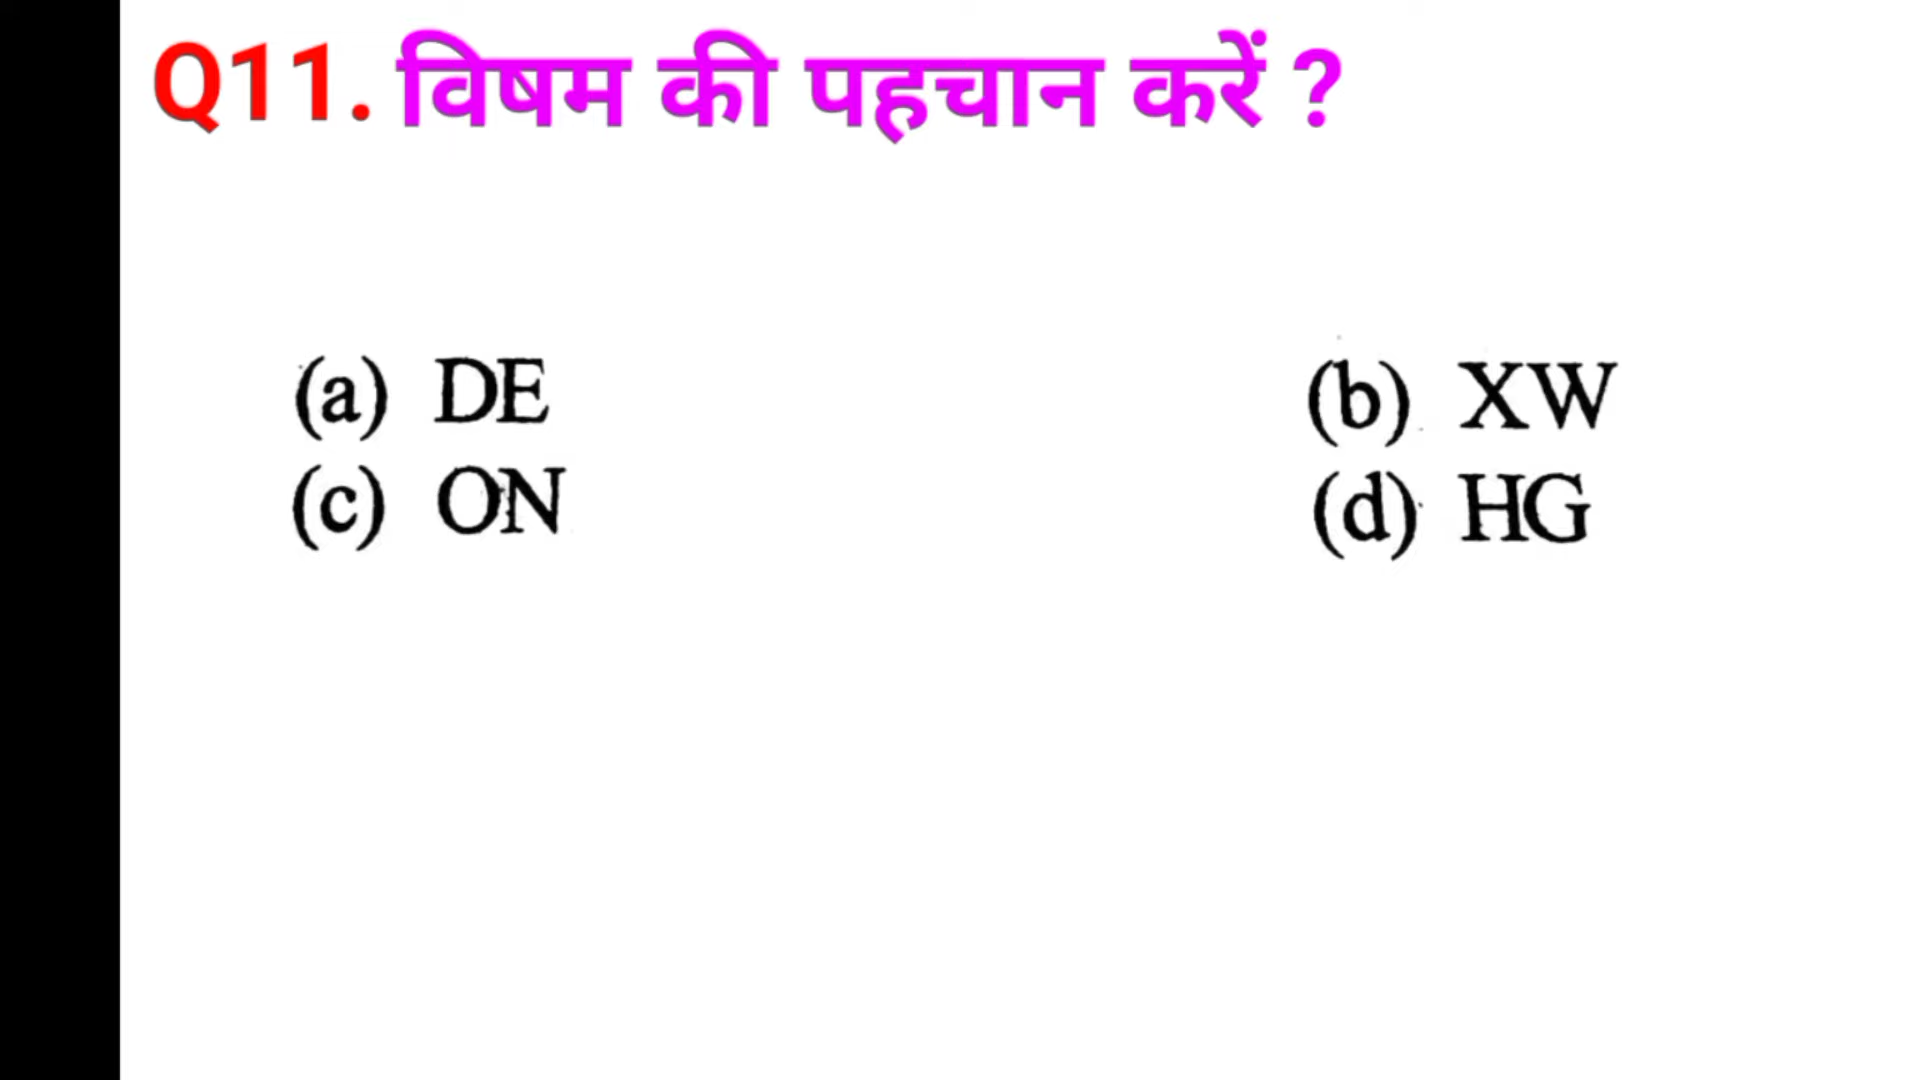 Q11. विषम की पहचान करें ?
(a) DE (b) XW
(c) ON (d) HG